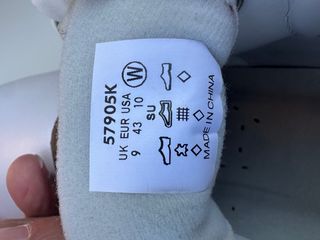 57905K
UK EUR USA
9 43 10
W
SU
MADE IN CHINA